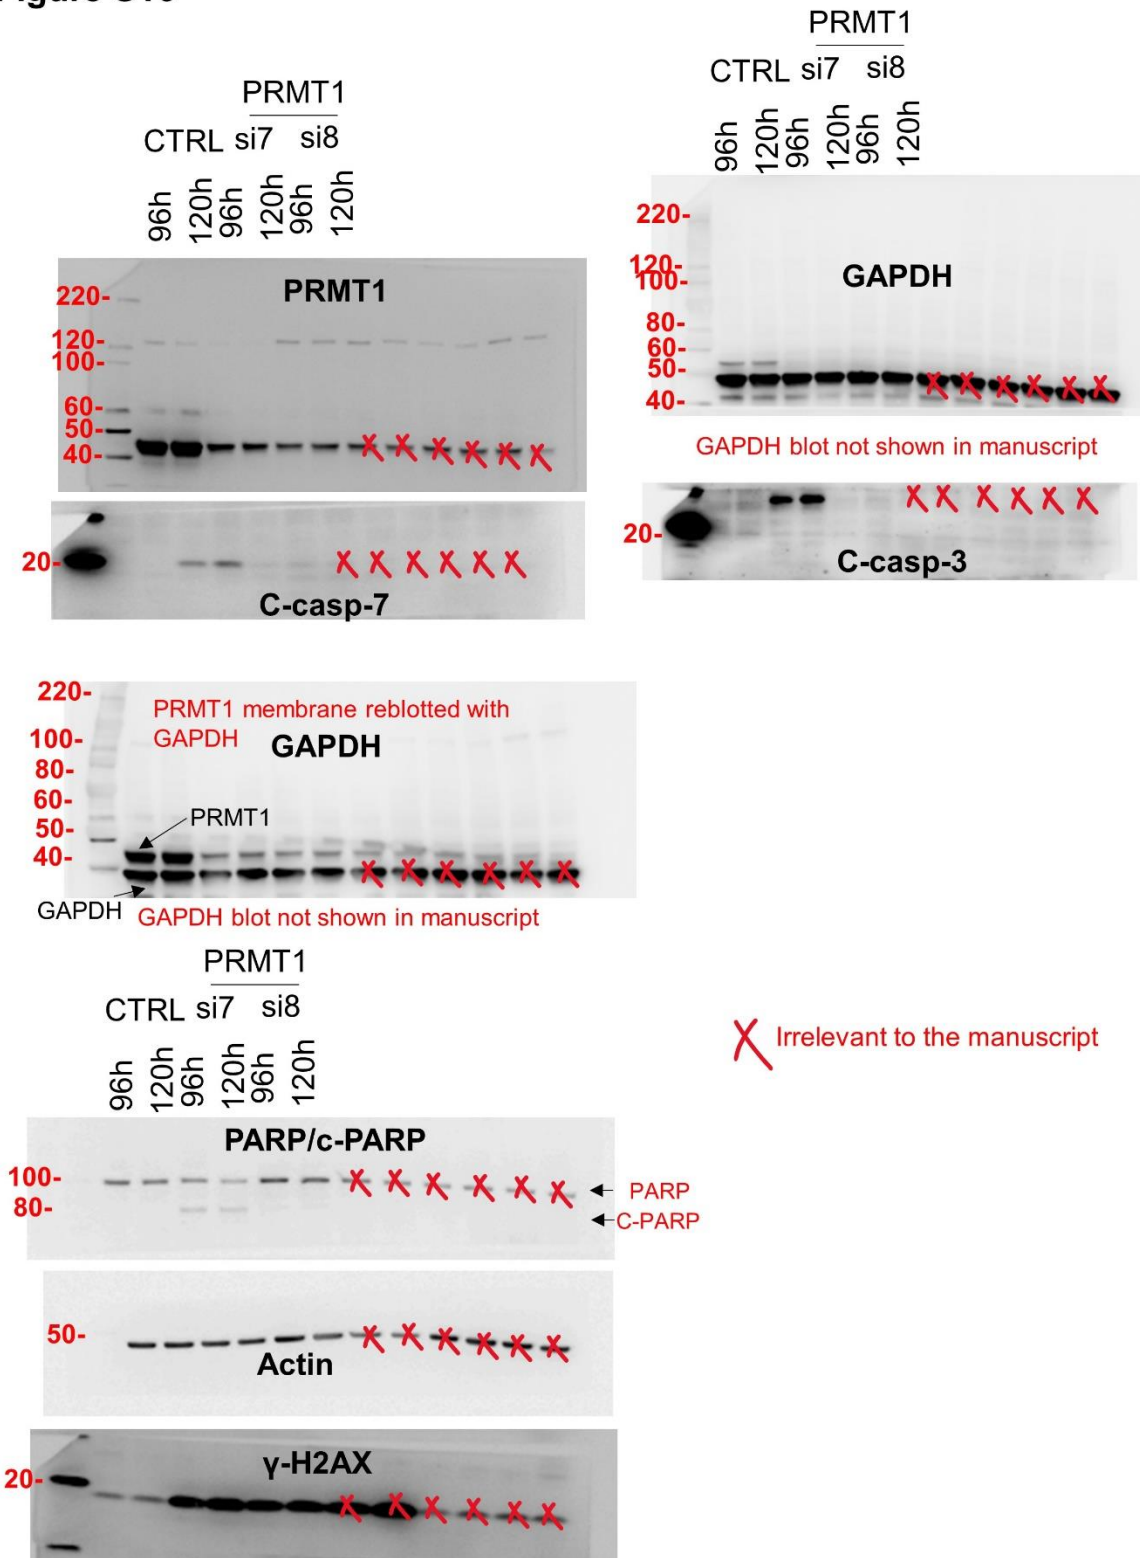 PRMT1
CTRL si7 si8
96h 120h 96h 120h 96h 120h
220-
120-
100-
60-
50-
40-
PRMT1
20-
C-casp-7
PRMT1
CTRL si7 si8
96h 120h 96h 120h 96h 120h
220-
120-
100-
80-
60-
50-
40-
GAPDH
GAPDH blot not shown in manuscript
20-
C-casp-3
220-
100-
80-
60-
50-
40-
PRMT1 membrane reblotted with
GAPDH
GAPDH
PRMT1
GAPDH
GAPDH blot not shown in manuscript
PRMT1
CTRL si7 si8
96h 120h 96h 120h 96h 120h
PARP/c-PARP
100-
80-
PARP
C-PARP
50-
Actin
γ-H2AX
20-
Irrelevant to the manuscript